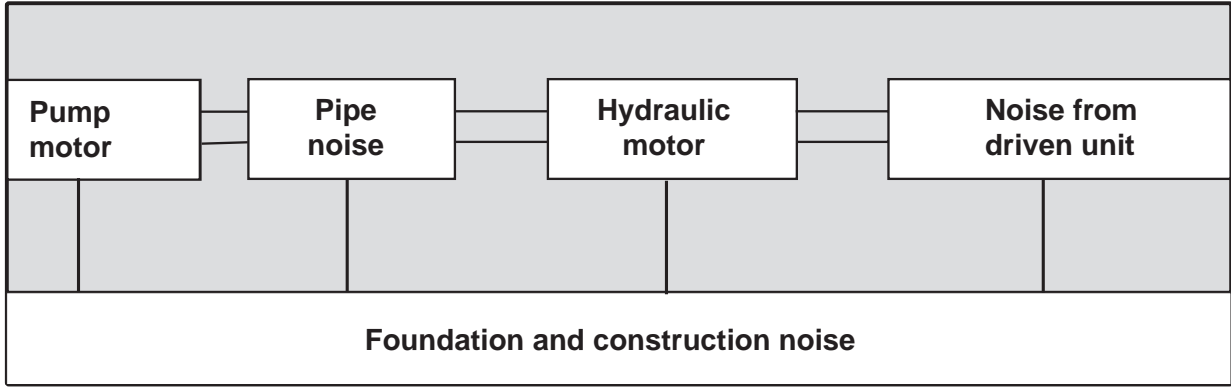 Pump
motor
Pipe
noise
Hydraulic
motor
Noise from
driven unit
Foundation and construction noise